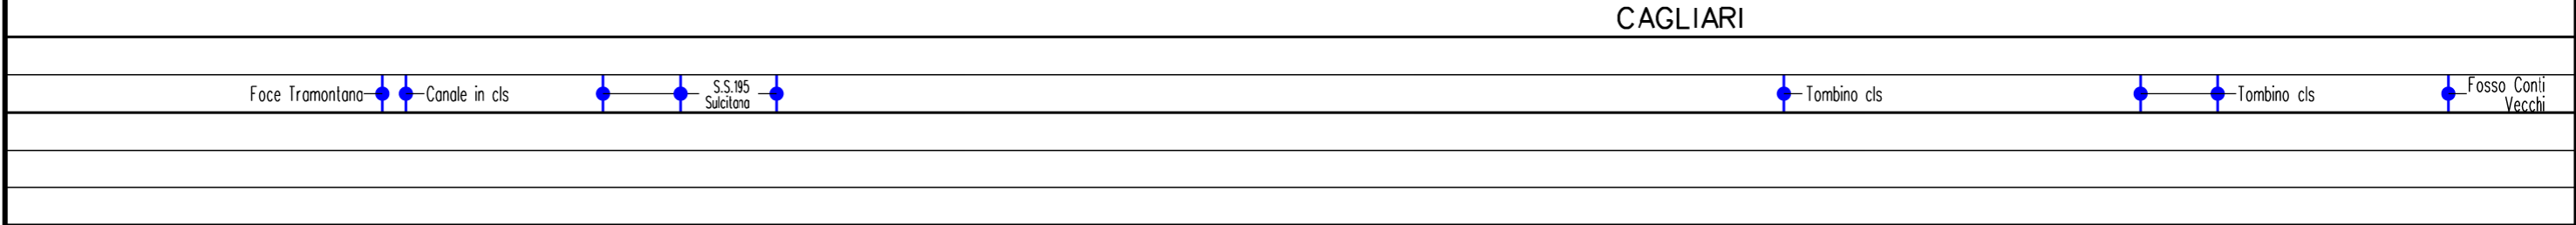 CAGLIARI
Foce Tramontana
Canale in cls
S.S.195
Sulcitana
Tombino cls
Tombino cls
Fosso Conti
Vecchi